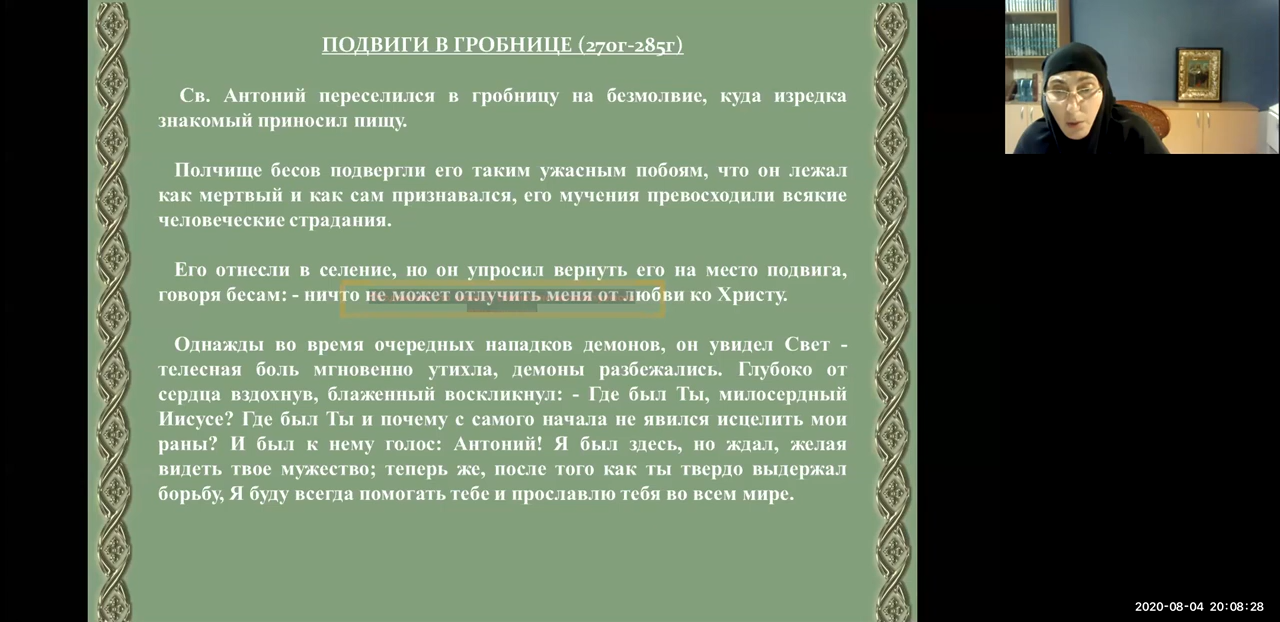 ПОДВИГИ В ГРОБНИЦЕ (270г-285г)
Св. Антоний переселился в гробницу на безмолвие, куда изредка
знакомый приносил пищу.
Полчище бесов подвергли его таким ужасным побоям, что он лежал
как мертвый и как сам признавался, его мучения превосходили всякие
человеческие страдания.
Его отнесли в селение, но он упросил вернуть его на место подвига,
говоря бесам: - ничто не может отлучить меня от любви ко Христу.
Однажды во время очередных нападков демонов, он увидел Свет -
телесная боль мгновенно утихла, демоны разбежались. Глубоко от
сердца вздохнув, блаженный воскликнул: - Где был Ты, милосердный
Иисусе? Где был Ты и почему с самого начала не явился исцелить мои
раны? И был к нему голос: Антоний! Я был здесь, но ждал, желая
видеть твое мужество; теперь же, после того как ты твердо выдержал
борьбу, Я буду всегда помогать тебе и прославлю тебя во всем мире.
2020-08-04 20:08:28